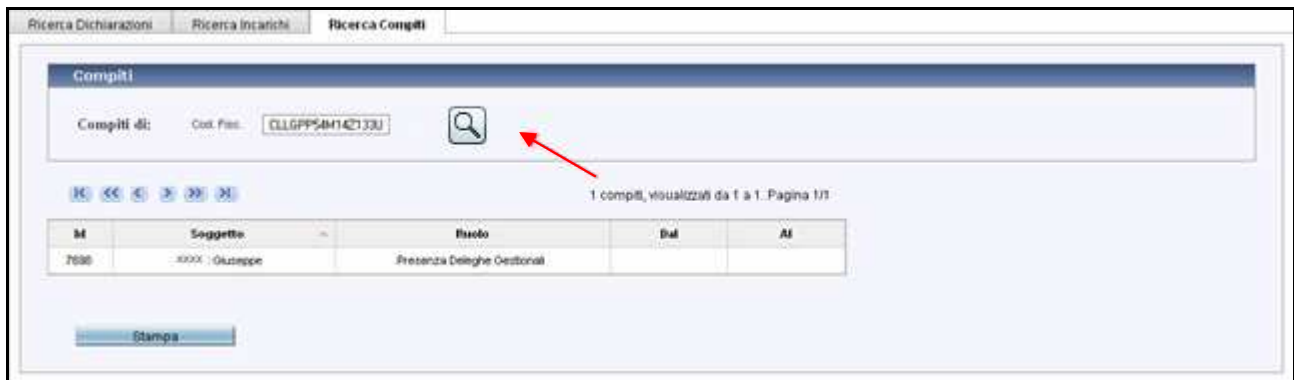 Ricerca Dichiarazioni Ricerca Incarichi Ricerca Compiti
Compiti
Compiti di: Cod. Fisc. CLLGPP54M14Z133U
1 compiti, visualizzati da 1 a 1. Pagina 1/1
Id Soggetto Ruolo Dal Al
XXXX Giuseppe Presenza Deleghe Gestionali
Stampa